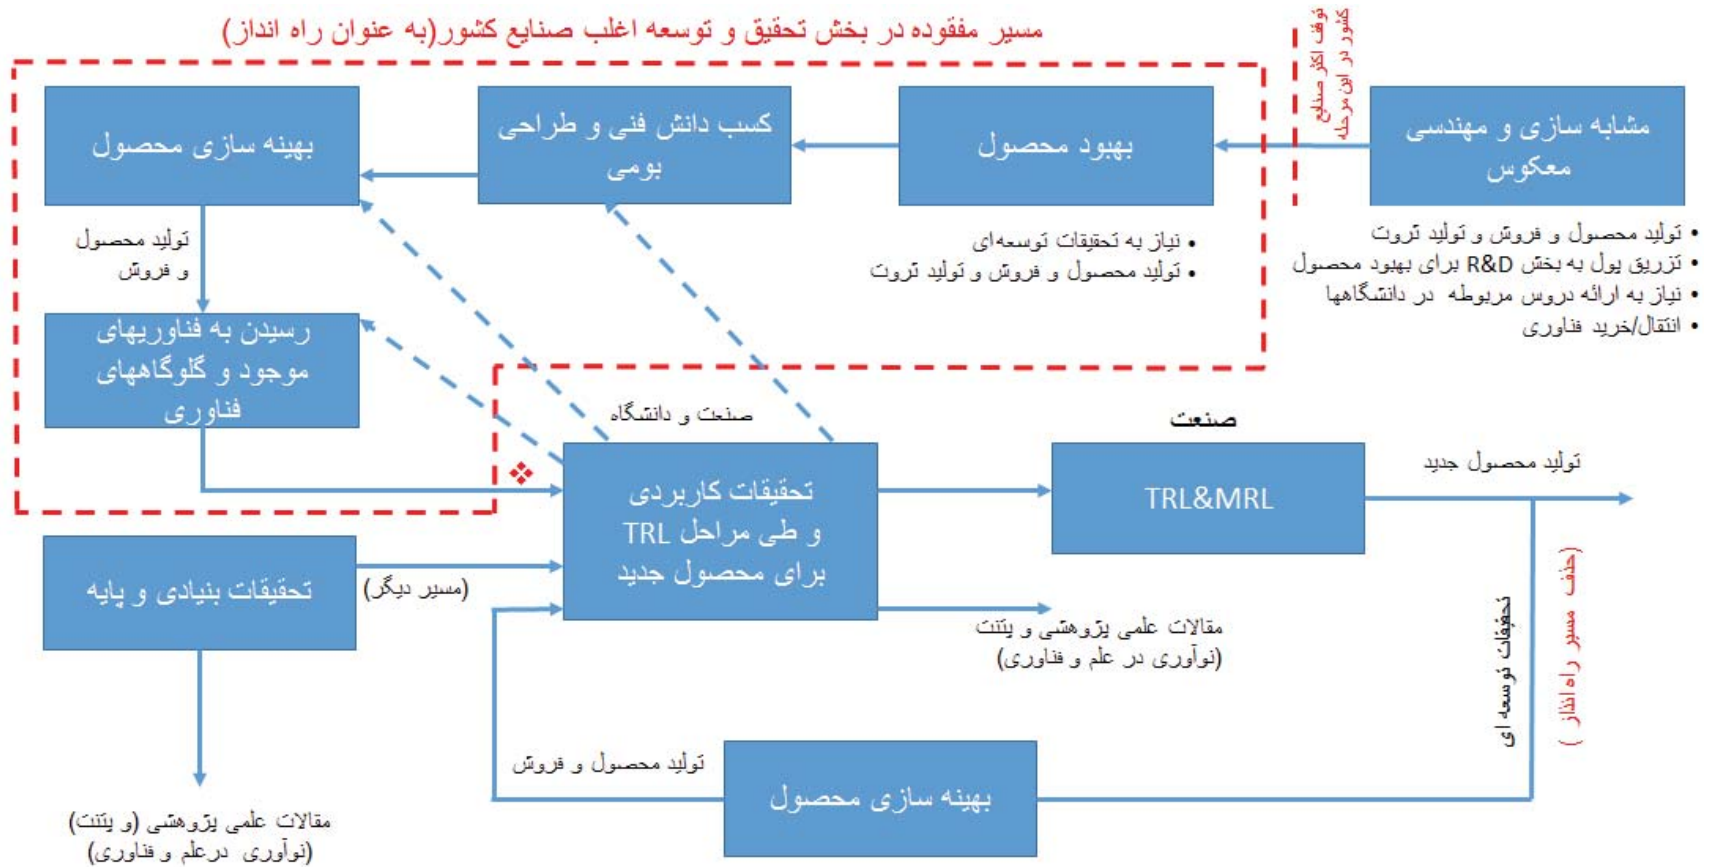 مسیر مفقوده در بخش تحقیق و توسعه اغلب صنایع کشور(به عنوان راه انداز)
توقف اکثر صنایع
کشور در این مرحله
مشابه سازی و مهندسی
معکوس
بهبود محصول
کسب دانش فنی و طراحی
بومی
بهینه سازی محصول
• تولید محصول و فروش و تولید ثروت
• تزریق پول به بخش R&D برای بهبود محصول
• نیاز به ارائه دروس مربوطه در دانشگاهها
• انتقال/خرید فناوری
• نیاز به تحقیقات توسعه ای
• تولید محصول و فروش و تولید ثروت
تولید محصول
و فروش
رسیدن به فناوریهای
موجود و گلوگاههای
فناوری
صنعت و دانشگاه
صنعت
تحقیقات کاربردی
و طی مراحل TRL
برای محصول جدید
TRL&MRL
تولید محصول جدید
تحقیقات بنیادی و پایه
(مسیر دیگر)
مقالات علمی پژوهشی و پتنت
(نوآوری در علم و فناوری)
تحقیقات توسعه ای
(حذف مسیر راه انداز)
تولید محصول و فروش
بهینه سازی محصول
مقالات علمی پژوهشی (و پتنت)
(نوآوری درعلم و فناوری)